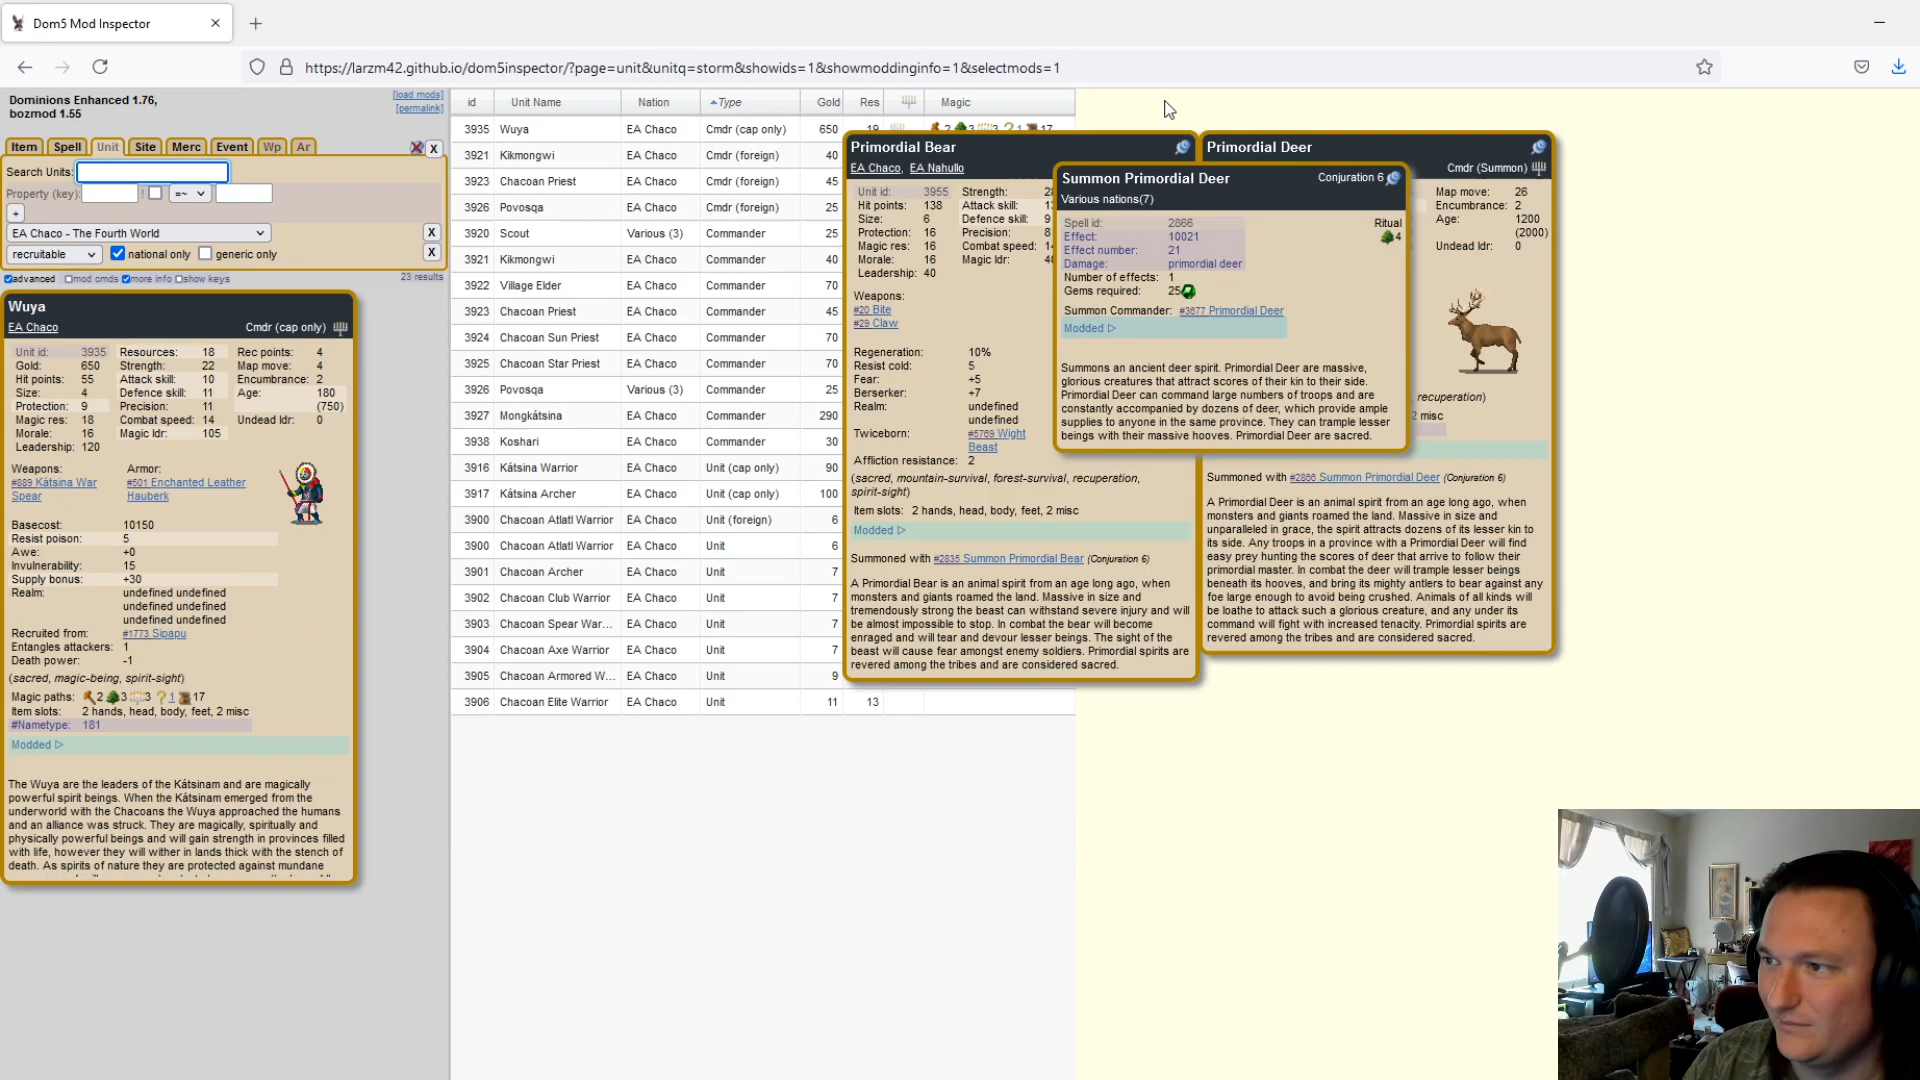 Dom5 Mod Inspector
https://larzm42.github.io/dom5inspector/?page=unit&unitq=storm&showids=1&showmoddinginfo=1&selectmods=1
Dominions Enhanced 1.76,
bozmod 1.55
[load mods]
[permalink]
Item Spell Unit Site Merc Event Wp Ar X
Search Units:
Property (key): ! =~
+
EA Chaco - The Fourth World X
recruitable national only generic only X
advanced mod cmds more info show keys 23 results
Wuya
EA Chaco Cmdr (cap only)
Unit id: 3935 Resources: 18 Rec points: 4
Gold: 650 Strength: 22 Map move: 4
Hit points: 55 Attack skill: 10 Encumbrance: 2
Size: 4 Defence skill: 11 Age: 180
Protection: 9 Precision: 11 (750)
Magic res: 18 Combat speed: 14 Undead ldr: 0
Morale: 16 Magic ldr: 105
Leadership: 120
Weapons: Armor:
#889 Kátsina War #501 Enchanted Leather
Spear Hauberk
Basecost: 10150
Resist poison: 5
Awe: +0
Invulnerability: 15
Supply bonus: +30
Realm: undefined undefined
undefined undefined
undefined undefined
Recruited from: #1773 Sipapu
Entangles attackers: 1
Death power: -1
(sacred, magic-being, spirit-sight)
Magic paths: 2 3 3 ?1 17
Item slots: 2 hands, head, body, feet, 2 misc
#Nametype: 181
Modded ▷
The Wuya are the leaders of the Kátsinam and are magically
powerful spirit beings. When the Kátsinam emerged from the
underworld with the Chacoans the Wuya approached the humans
and an alliance was struck. They are magically, spiritually and
physically powerful beings and will gain strength in provinces filled
with life, however they will wither in lands thick with the stench of
death. As spirits of nature they are protected against mundane
id Unit Name Nation Type Gold Res Magic
3935 Wuya EA Chaco Cmdr (cap only) 650 19 2 3 3 ?1 17
3921 Kikmongwi EA Chaco Cmdr (foreign) 40
3923 Chacoan Priest EA Chaco Cmdr (foreign) 45
3926 Povosqa EA Chaco Cmdr (foreign) 25
3920 Scout Various (3) Commander 25
3921 Kikmongwi EA Chaco Commander 40
3922 Village Elder EA Chaco Commander 70
3923 Chacoan Priest EA Chaco Commander 45
3924 Chacoan Sun Priest EA Chaco Commander 70
3925 Chacoan Star Priest EA Chaco Commander 70
3926 Povosqa Various (3) Commander 25
3927 Mongkátsina EA Chaco Commander 290
3938 Koshari EA Chaco Commander 30
3916 Kátsina Warrior EA Chaco Unit (cap only) 90
3917 Kátsina Archer EA Chaco Unit (cap only) 100
3900 Chacoan Atlatl Warrior EA Chaco Unit (foreign) 6
3900 Chacoan Atlatl Warrior EA Chaco Unit 6
3901 Chacoan Archer EA Chaco Unit 7
3902 Chacoan Club Warrior EA Chaco Unit 7
3903 Chacoan Spear War... EA Chaco Unit 7
3904 Chacoan Axe Warrior EA Chaco Unit 7
3905 Chacoan Armored W... EA Chaco Unit 9
3906 Chacoan Elite Warrior EA Chaco Unit 11 13
Primordial Bear
EA Chaco, EA Nahullo
Unit id: 3955 Strength:
Hit points: 138 Attack skill:
Size: 6 Defence skill: 9
Protection: 16 Precision: 8
Magic res: 16 Combat speed:
Morale: 16 Magic ldr:
Leadership: 40
Weapons:
#20 Bite
#29 Claw
Regeneration: 10%
Resist cold: 5
Fear: +5
Berserker: +7
Realm: undefined
undefined
Twiceborn: #5769 Wight
Beast
Affliction resistance: 2
(sacred, mountain-survival, forest-survival, recuperation,
spirit-sight)
Item slots: 2 hands, head, body, feet, 2 misc
Modded ▷
Summoned with #2835 Summon Primordial Bear (Conjuration 6)
A Primordial Bear is an animal spirit from an age long ago, when
monsters and giants roamed the land. Massive in size and
tremendously strong the beast can withstand severe injury and will
be almost impossible to stop. In combat the bear will become
enraged and will tear and devour lesser beings. The sight of the
beast will cause fear amongst enemy soldiers. Primordial spirits are
revered among the tribes and are considered sacred.
Summon Primordial Deer Conjuration 6
Various nations(7)
Spell id: 2866 Ritual
Effect: 10021 4
Effect number: 21
Damage: primordial deer
Number of effects: 1
Gems required: 25
Summon Commander: #3677 Primordial Deer
Modded ▷
Summons an ancient deer spirit. Primordial Deer are massive,
glorious creatures that attract scores of their kin to their side.
Primordial Deer can command large numbers of troops and are
constantly accompanied by dozens of deer, which provide ample
supplies to anyone in the same province. They can trample lesser
beings with their massive hooves. Primordial Deer are sacred.
Primordial Deer
Cmdr (Summon)
Map move: 26
Encumbrance: 2
Age: 1200
(2000)
Undead ldr: 0
recuperation)
2 misc
Summoned with #2866 Summon Primordial Deer (Conjuration 6)
A Primordial Deer is an animal spirit from an age long ago, when
monsters and giants roamed the land. Massive in size and
unparalleled in grace, the spirit attracts dozens of its lesser kin to
its side. Any troops in a province with a Primordial Deer will find
easy prey hunting the scores of deer that arrive to follow their
primordial master. In combat the deer will trample lesser beings
beneath its hooves, and bring its mighty antlers to bear against any
foe large enough to avoid being crushed. Animals of all kinds will
be loathe to attack such a glorious creature, and any under its
command will fight with increased tenacity. Primordial spirits are
revered among the tribes and are considered sacred.